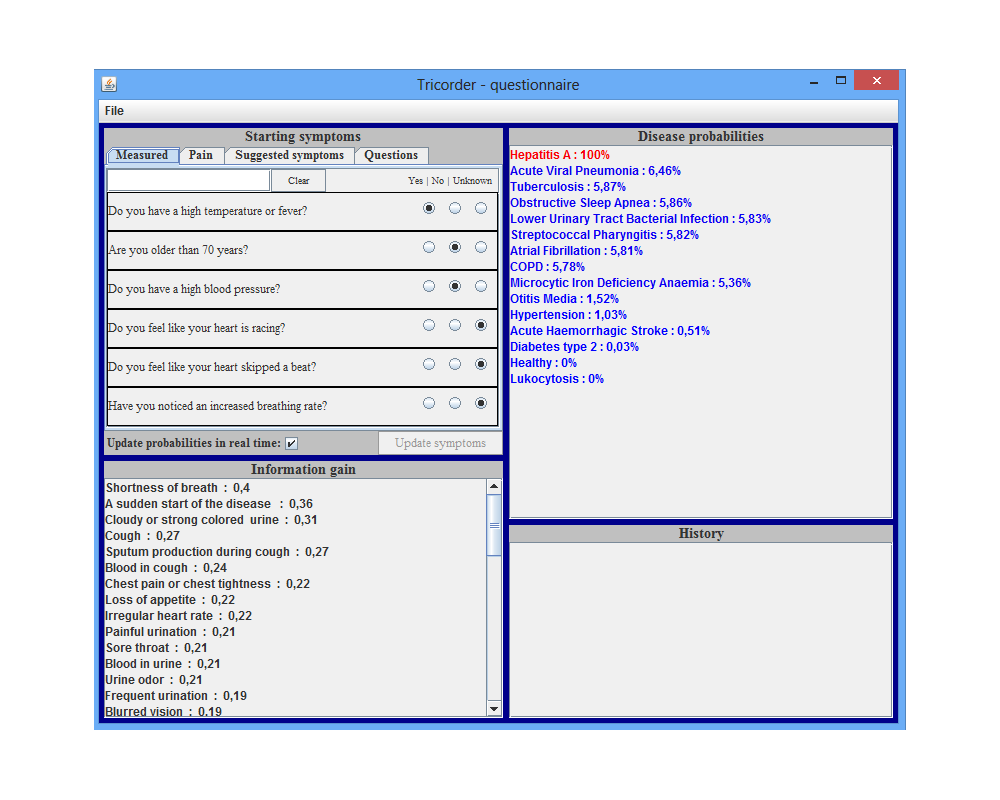 Tricorder - questionnaire
File
Starting symptoms
Measured Pain Suggested symptoms Questions
Clear Yes | No | Unknown
Do you have a high temperature or fever?
Are you older than 70 years?
Do you have a high blood pressure?
Do you feel like your heart is racing?
Do you feel like your heart skipped a beat?
Have you noticed an increased breathing rate?
Update probabilities in real time: Update symptoms
Information gain
Shortness of breath : 0,4
A sudden start of the disease : 0,36
Cloudy or strong colored urine : 0,31
Cough : 0,27
Sputum production during cough : 0,27
Blood in cough : 0,24
Chest pain or chest tightness : 0,22
Loss of appetite : 0,22
Irregular heart rate : 0,22
Painful urination : 0,21
Sore throat : 0,21
Blood in urine : 0,21
Urine odor : 0,21
Frequent urination : 0,19
Blurred vision : 0,19
Disease probabilities
Hepatitis A : 100%
Acute Viral Pneumonia : 6,46%
Tuberculosis : 5,87%
Obstructive Sleep Apnea : 5,86%
Lower Urinary Tract Bacterial Infection : 5,83%
Streptococcal Pharyngitis : 5,82%
Atrial Fibrillation : 5,81%
COPD : 5,78%
Microcytic Iron Deficiency Anaemia : 5,36%
Otitis Media : 1,52%
Hypertension : 1,03%
Acute Haemorrhagic Stroke : 0,51%
Diabetes type 2 : 0,03%
Healthy : 0%
Lukocytosis : 0%
History